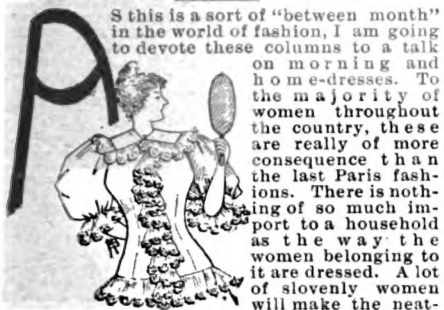 AS this is a sort of "between month"
in the world of fashion, I am going
to devote these columns to a talk
on morning and
home-dresses. To
the majority of
women throughout
the country, these
are really of more
consequence than
the last Paris fash-
ions. There is noth-
ing of so much im-
port to a household
as the way the
women belonging to
it are dressed. A lot
of slovenly women
will make the neat-